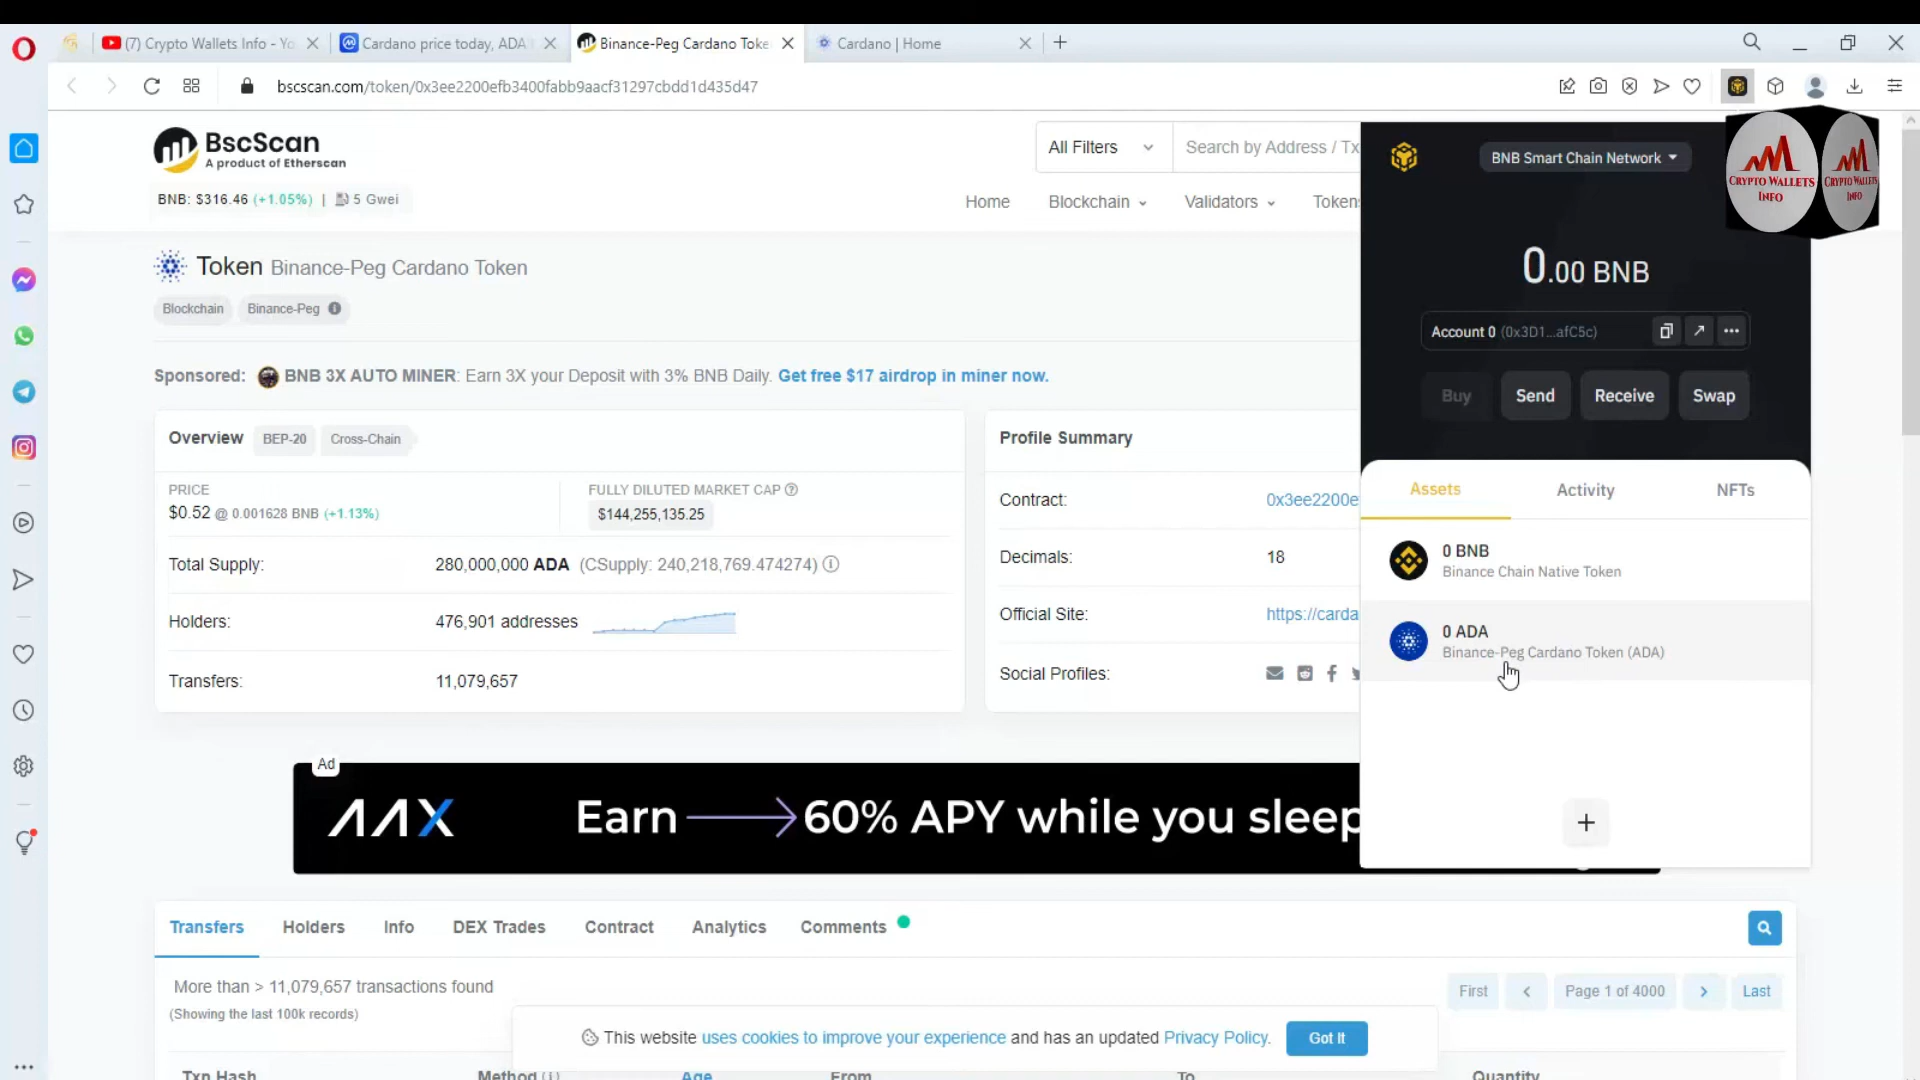 (7) Crypto Wallets Info - Yo
Cardano price today, ADA
Binance-Peg Cardano Toke
Cardano | Home
bscscan.com/token/0x3ee2200efb3400fabb9aacf31297cbdd1d435d47
BscScan
A product of Etherscan
All Filters
Search by Address / Tx
BNB: $316.46 (+1.05%) | 5 Gwei
Home
Blockchain
Validators
Tokens
BNB Smart Chain Network
CRYPTO WALLETS
INFO
CRYPTO WALLETS
INFO
0.00 BNB
Token Binance-Peg Cardano Token
Blockchain
Binance-Peg
Account 0 (0x3D1...afC5c)
Sponsored: BNB 3X AUTO MINER: Earn 3X your Deposit with 3% BNB Daily. Get free $17 airdrop in miner now.
Buy
Send
Receive
Swap
Overview
BEP-20
Cross-Chain
Profile Summary
PRICE
$0.52 @ 0.001628 BNB (+1.13%)
FULLY DILUTED MARKET CAP
$144,255,135.25
Contract:
0x3ee2200e
Assets
Activity
NFTs
Total Supply:
280,000,000 ADA (CSupply: 240,218,769.474274)
Decimals:
18
0 BNB
Binance Chain Native Token
Holders:
476,901 addresses
Official Site:
https://carda
0 ADA
Binance-Peg Cardano Token (ADA)
Transfers:
11,079,657
Social Profiles:
Ad
AAX
Earn
60% APY while you sleep
+
Transfers
Holders
Info
DEX Trades
Contract
Analytics
Comments
More than > 11,079,657 transactions found
(Showing the last 100k records)
First
Page 1 of 4000
Last
This website uses cookies to improve your experience and has an updated Privacy Policy.
Got It
Txn Hash
Method
Age
From
To
Quantity